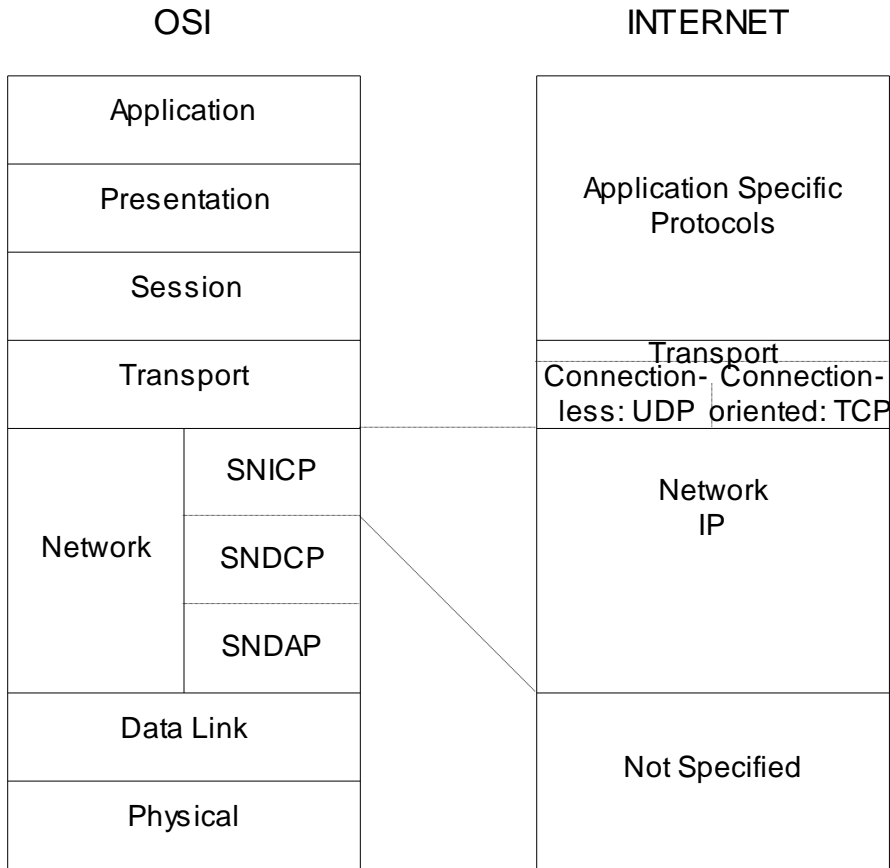 OSI
INTERNET
Application
Presentation
Session
Transport
Network
SNICP
SNDCP
SNDAP
Data Link
Physical
Application Specific
Protocols
Transport
Connection-
less: UDP
Connection-
oriented: TCP
Network
IP
Not Specified